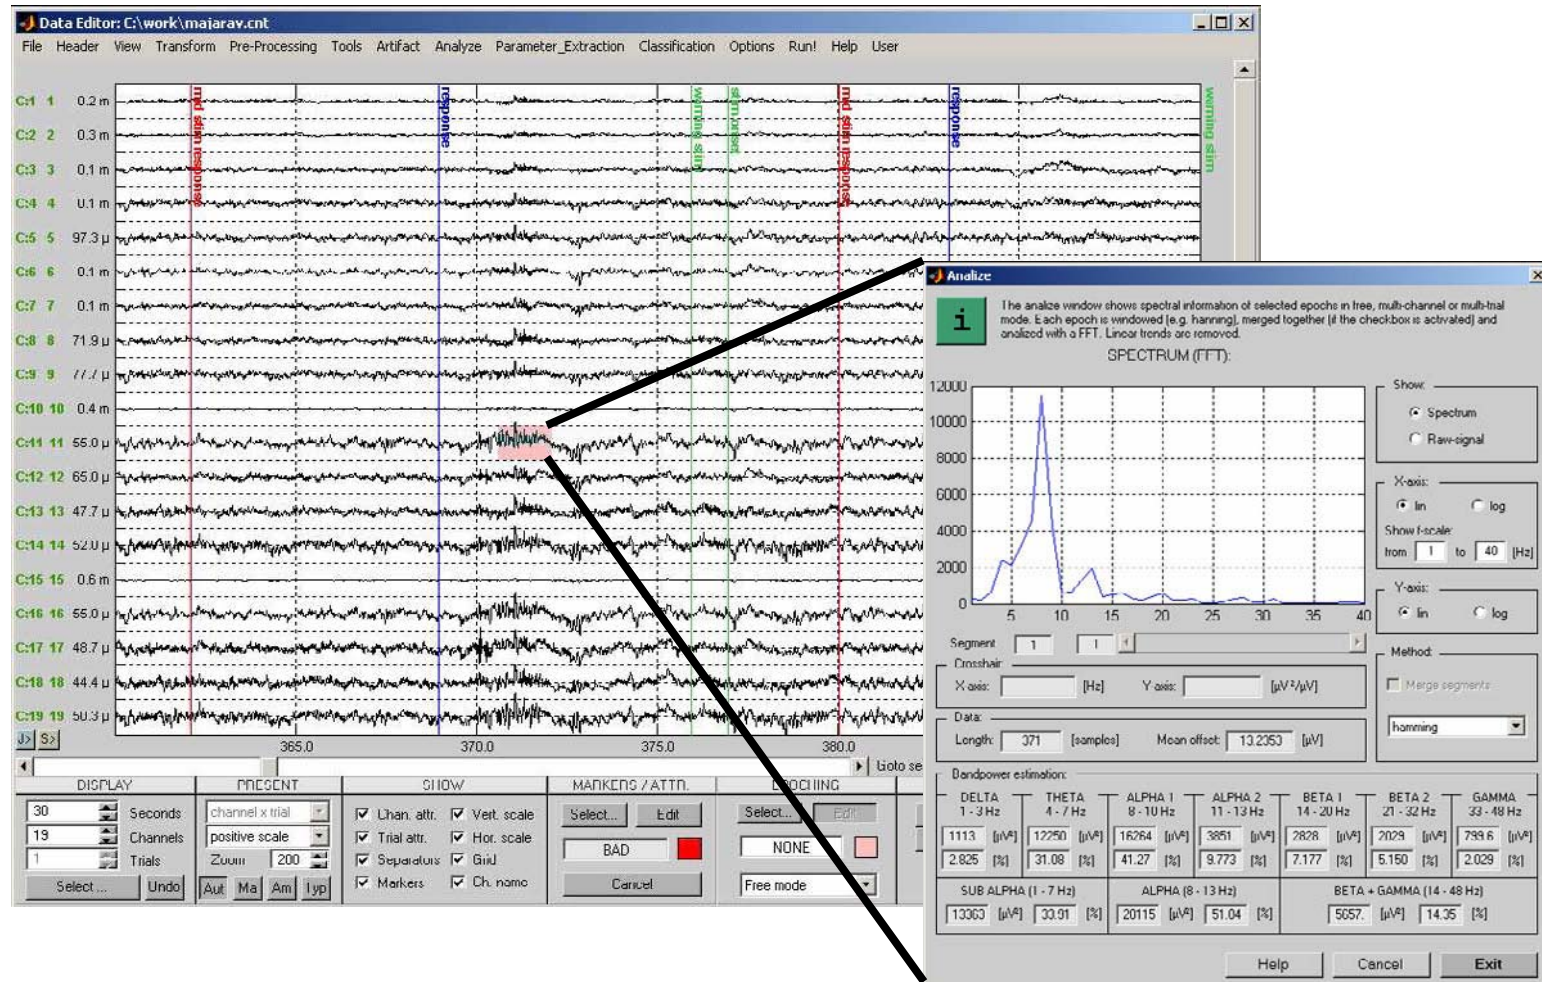 Data Editor: C:\work\majarav.cnt
File Header View Transform Pre-Processing Tools Artifact Analyze Parameter_Extraction Classification Options Run! Help User
C:1 1 0.2 m
C:2 2 0.3 m
C:3 3 0.1 m
C:4 4 0.1 m
C:5 5 97.3 µ
C:6 6 0.1 m
C:7 7 0.1 m
C:8 8 71.9 µ
C:9 9 77.7 µ
C:10 10 0.4 m
C:11 11 55.0 µ
C:12 12 65.0 µ
C:13 13 47.7 µ
C:14 14 52.0 µ
C:15 15 0.6 m
C:16 16 55.0 µ
C:17 17 48.7 µ
C:18 18 44.4 µ
C:19 19 50.3 µ
mid stim response
response
warning stim
stim onset
mid stim response
response
warning stim
J> S>
365.0 370.0 375.0 380.0
Goto se
DISPLAY PRESENT SHOW MARKERS / ATTR. EPOCHING
30 Seconds
19 Channels
1 Trials
Select ... Undo
channel x trial
positive scale
Zoom 200
Aut Ma Am Typ
Chan. attr. Vert. scale
Trial attr. Hor. scale
Separators Grid
Markers Ch. name
Select... Edit
BAD
Cancel
Select... Edit
NONE
Free mode
Analize
i
The analize window shows spectral information of selected epochs in free, multi-channel or multi-trial
mode. Each epoch is windowed (e.g. hanning), merged together (if the checkbox is activated) and
analized with a FFT. Linear trends are removed.
SPECTRUM (FFT):
12000
10000
8000
6000
4000
2000
0
5 10 15 20 25 30 35 40
Segment 1 1
Crosshair
X-axis: [Hz] Y-axis: [µV²/µV]
Data:
Length: 371 [samples] Mean offset: 13.2353 [µV]
Show:
Spectrum
Raw-signal
X-axis:
lin log
Show f-scale:
from 1 to 40 [Hz]
Y-axis:
lin log
Method:
Merge segments
hamming
Bandpower estimation:
DELTA THETA ALPHA 1 ALPHA 2 BETA 1 BETA 2 GAMMA
1 - 3 Hz 4 - 7 Hz 8 - 10 Hz 11 - 13 Hz 14 - 20 Hz 21 - 32 Hz 33 - 48 Hz
1113 [µV²] 12250 [µV²] 16264 [µV²] 3851 [µV²] 2828 [µV²] 2029 [µV²] 799.6 [µV²]
2.825 [%] 31.08 [%] 41.27 [%] 9.773 [%] 7.177 [%] 5.150 [%] 2.029 [%]
SUB ALPHA (1 - 7 Hz) ALPHA (8 - 13 Hz) BETA + GAMMA (14 - 48 Hz)
13363 [µV²] 33.91 [%] 20115 [µV²] 51.04 [%] 5657. [µV²] 14.35 [%]
Help Cancel Exit